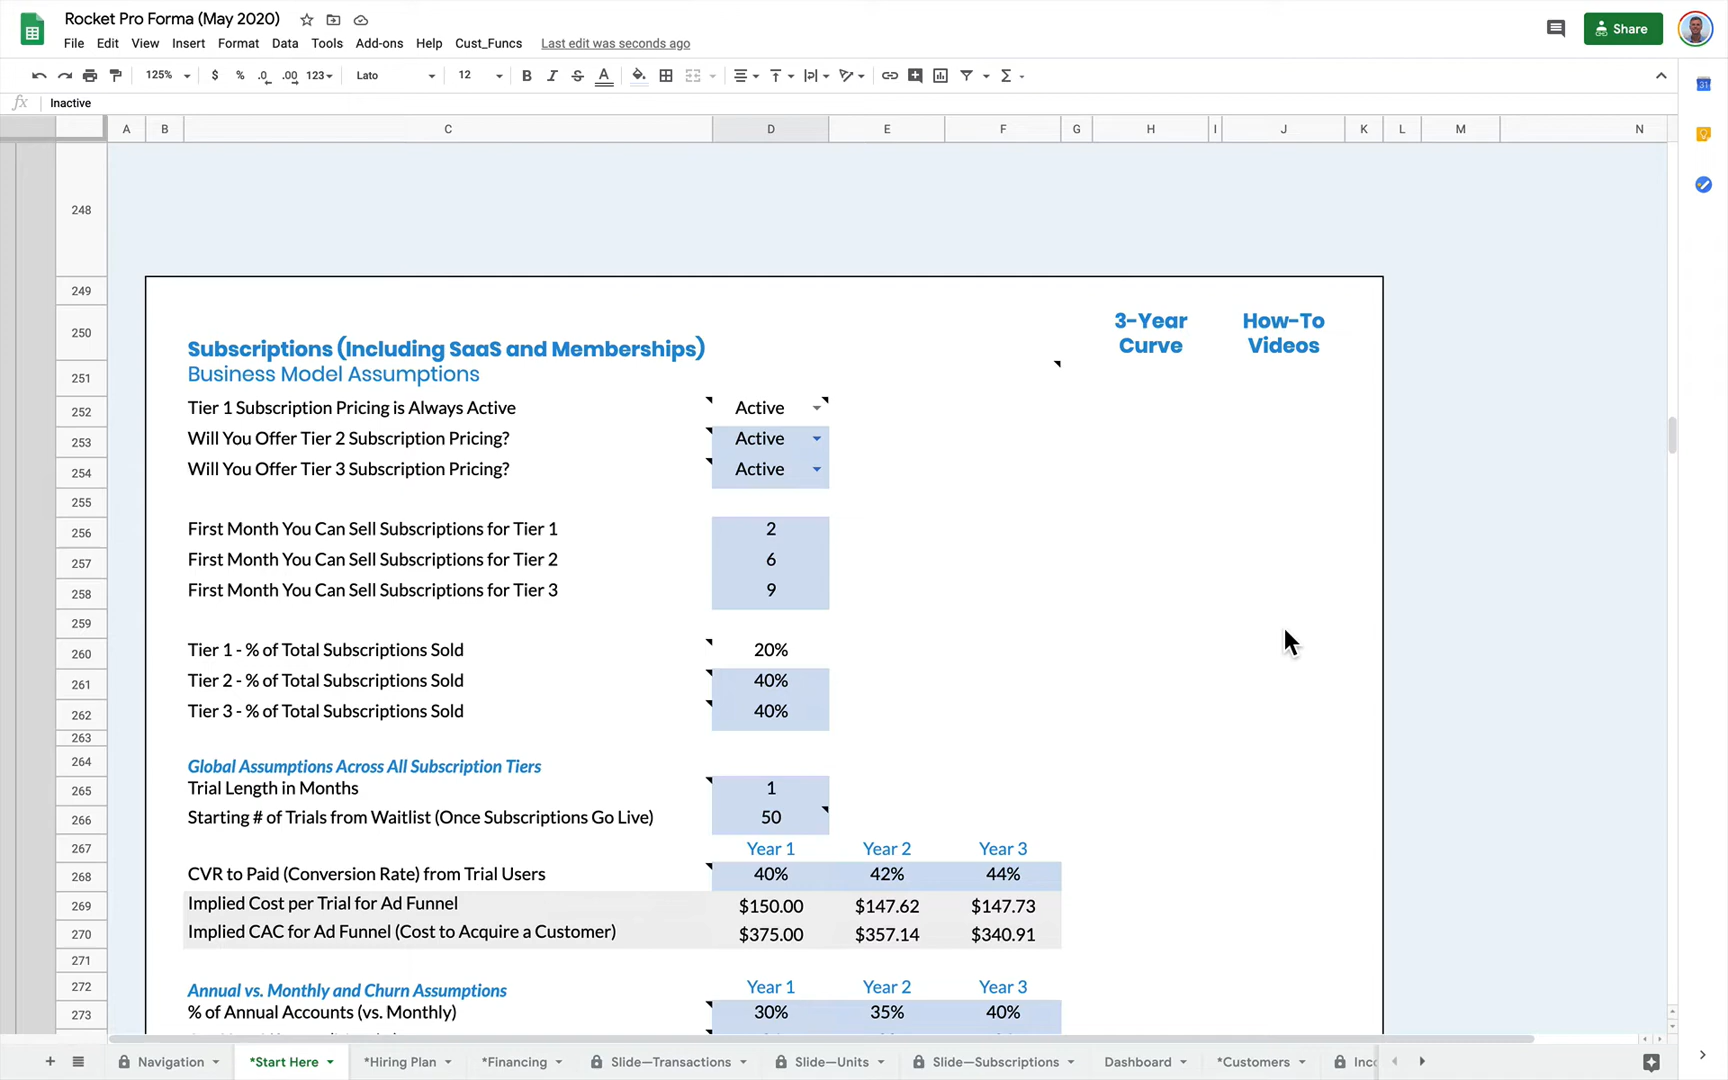 Rocket Pro Forma (May 2020)
File Edit View Insert Format Data Tools Add-ons Help Cust_Funcs Last edit was seconds ago
Share
125% $ % .0 .00 123 Lato 12 B I S A
fx Inactive
A B C D E F G H I J K L M N
248
249
250 Subscriptions (Including SaaS and Memberships) 3-Year Curve How-To Videos
251 Business Model Assumptions
252 Tier 1 Subscription Pricing is Always Active Active
253 Will You Offer Tier 2 Subscription Pricing? Active
254 Will You Offer Tier 3 Subscription Pricing? Active
255
256 First Month You Can Sell Subscriptions for Tier 1 2
257 First Month You Can Sell Subscriptions for Tier 2 6
258 First Month You Can Sell Subscriptions for Tier 3 9
259
260 Tier 1 - % of Total Subscriptions Sold 20%
261 Tier 2 - % of Total Subscriptions Sold 40%
262 Tier 3 - % of Total Subscriptions Sold 40%
263
264 Global Assumptions Across All Subscription Tiers
265 Trial Length in Months 1
266 Starting # of Trials from Waitlist (Once Subscriptions Go Live) 50
267 Year 1 Year 2 Year 3
268 CVR to Paid (Conversion Rate) from Trial Users 40% 42% 44%
269 Implied Cost per Trial for Ad Funnel $150.00 $147.62 $147.73
270 Implied CAC for Ad Funnel (Cost to Acquire a Customer) $375.00 $357.14 $340.91
271
272 Annual vs. Monthly and Churn Assumptions Year 1 Year 2 Year 3
273 % of Annual Accounts (vs. Monthly) 30% 35% 40%
Navigation *Start Here *Hiring Plan *Financing Slide—Transactions Slide—Units Slide—Subscriptions Dashboard *Customers